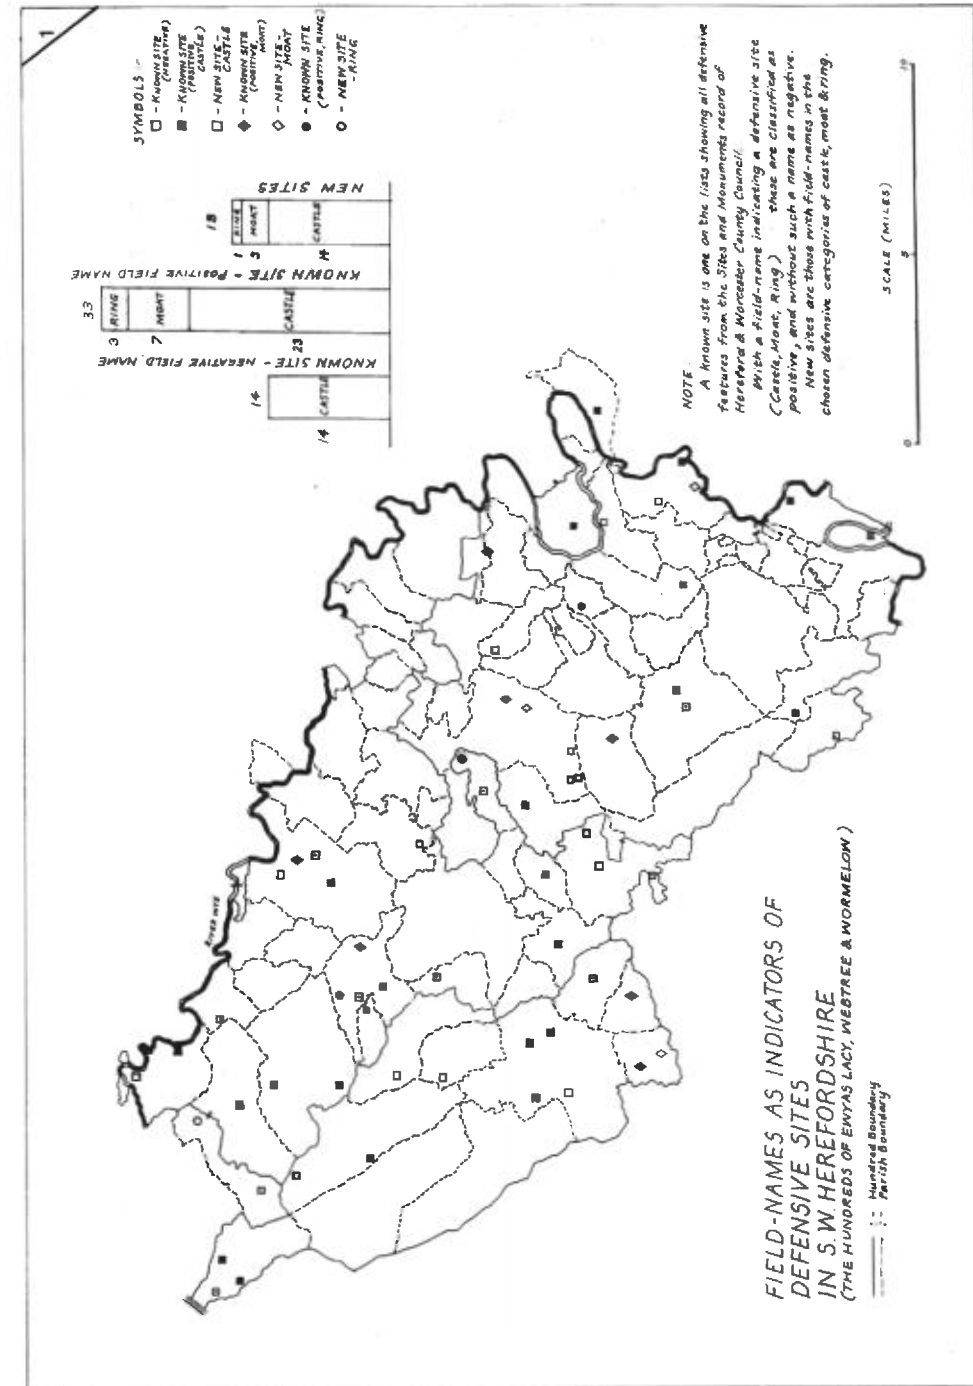 1
SYMBOLS :-
- KNOWN SITE
(NEGATIVE)
- KNOWN SITE
(POSITIVE,
CASTLE)
- NEW SITE -
CASTLE
- KNOWN SITE
(POSITIVE,
MOAT)
- NEW SITE -
MOAT
- KNOWN SITE
(POSITIVE, RING)
- NEW SITE
- RING
KNOWN SITE - NEGATIVE FIELD NAME
14
14
CASTLE
KNOWN SITE - POSITIVE FIELD NAME
33
3
RING
7
MOAT
23
CASTLE
NEW SITES
18
1
RING
3
MOAT
14
CASTLE
NOTE
A known site is one on the lists showing all defensive
features from the Sites and Monuments record of
Hereford & Worcester County Council.
With a field-name indicating a defensive site
(Castle, Moat, Ring) these are classified as
positive, and without such a name as negative.
New sites are those with field-names in the
chosen defensive categories of castle, moat & ring.
SCALE (MILES)
0
5
10
RIVER WYE
FIELD-NAMES AS INDICATORS OF
DEFENSIVE SITES
IN S.W. HEREFORDSHIRE
(THE HUNDREDS OF EWYAS LACY, WEBTREE & WORMELOW)
:- Hundred Boundary
:- Parish Boundary